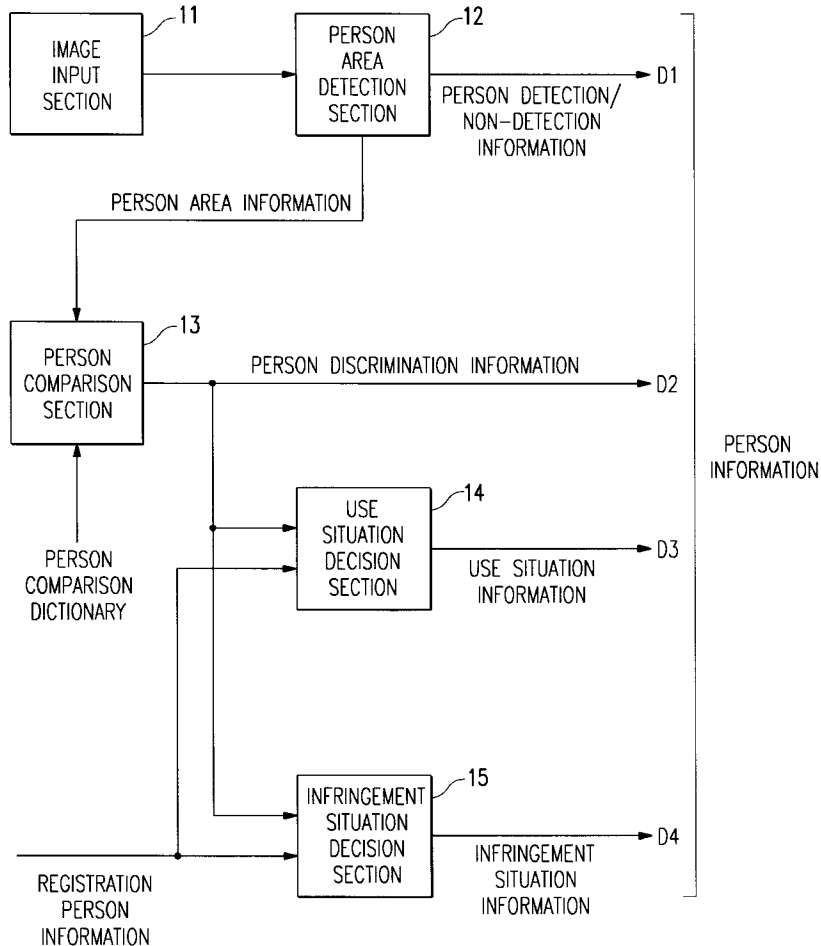 11
IMAGE
INPUT
SECTION
12
PERSON
AREA
DETECTION
SECTION
D1
PERSON DETECTION/
NON-DETECTION
INFORMATION
PERSON AREA INFORMATION
13
PERSON
COMPARISON
SECTION
PERSON DISCRIMINATION INFORMATION
D2
PERSON
INFORMATION
14
USE
SITUATION
DECISION
SECTION
D3
USE SITUATION
INFORMATION
PERSON
COMPARISON
DICTIONARY
15
INFRINGEMENT
SITUATION
DECISION
SECTION
D4
INFRINGEMENT
SITUATION
INFORMATION
REGISTRATION
PERSON
INFORMATION